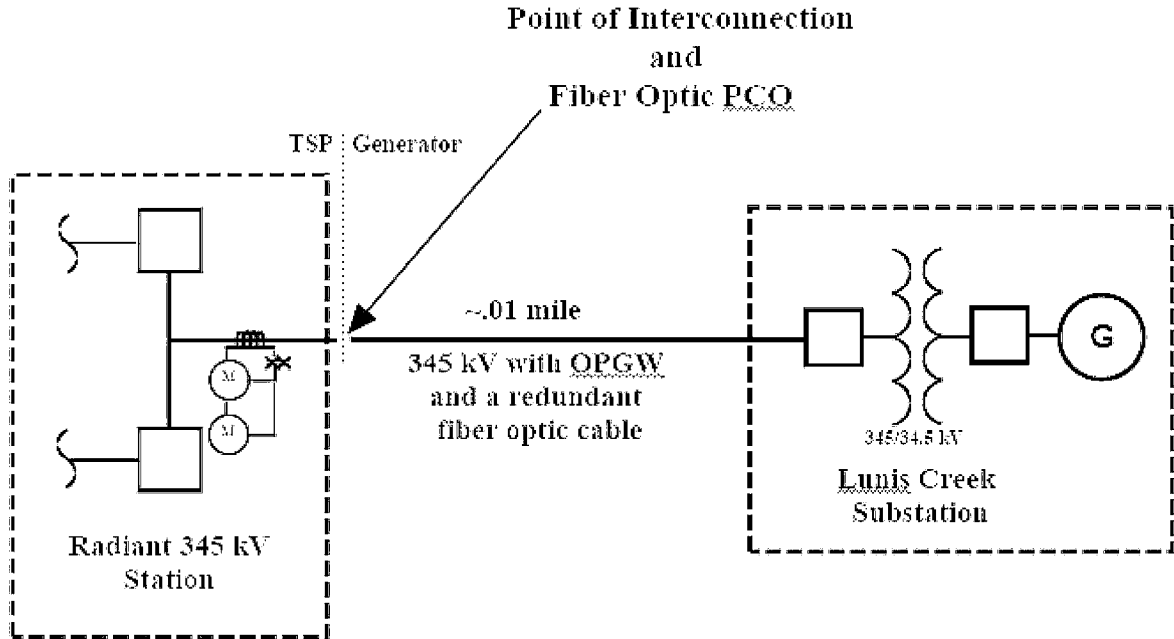 Point of Interconnection
and
Fiber Optic PCO
TSP
Generator
~.01 mile
345 kV with OPGW
and a redundant
fiber optic cable
M
M
G
345/34.5 kV
Lunis Creek
Substation
Radiant 345 kV
Station